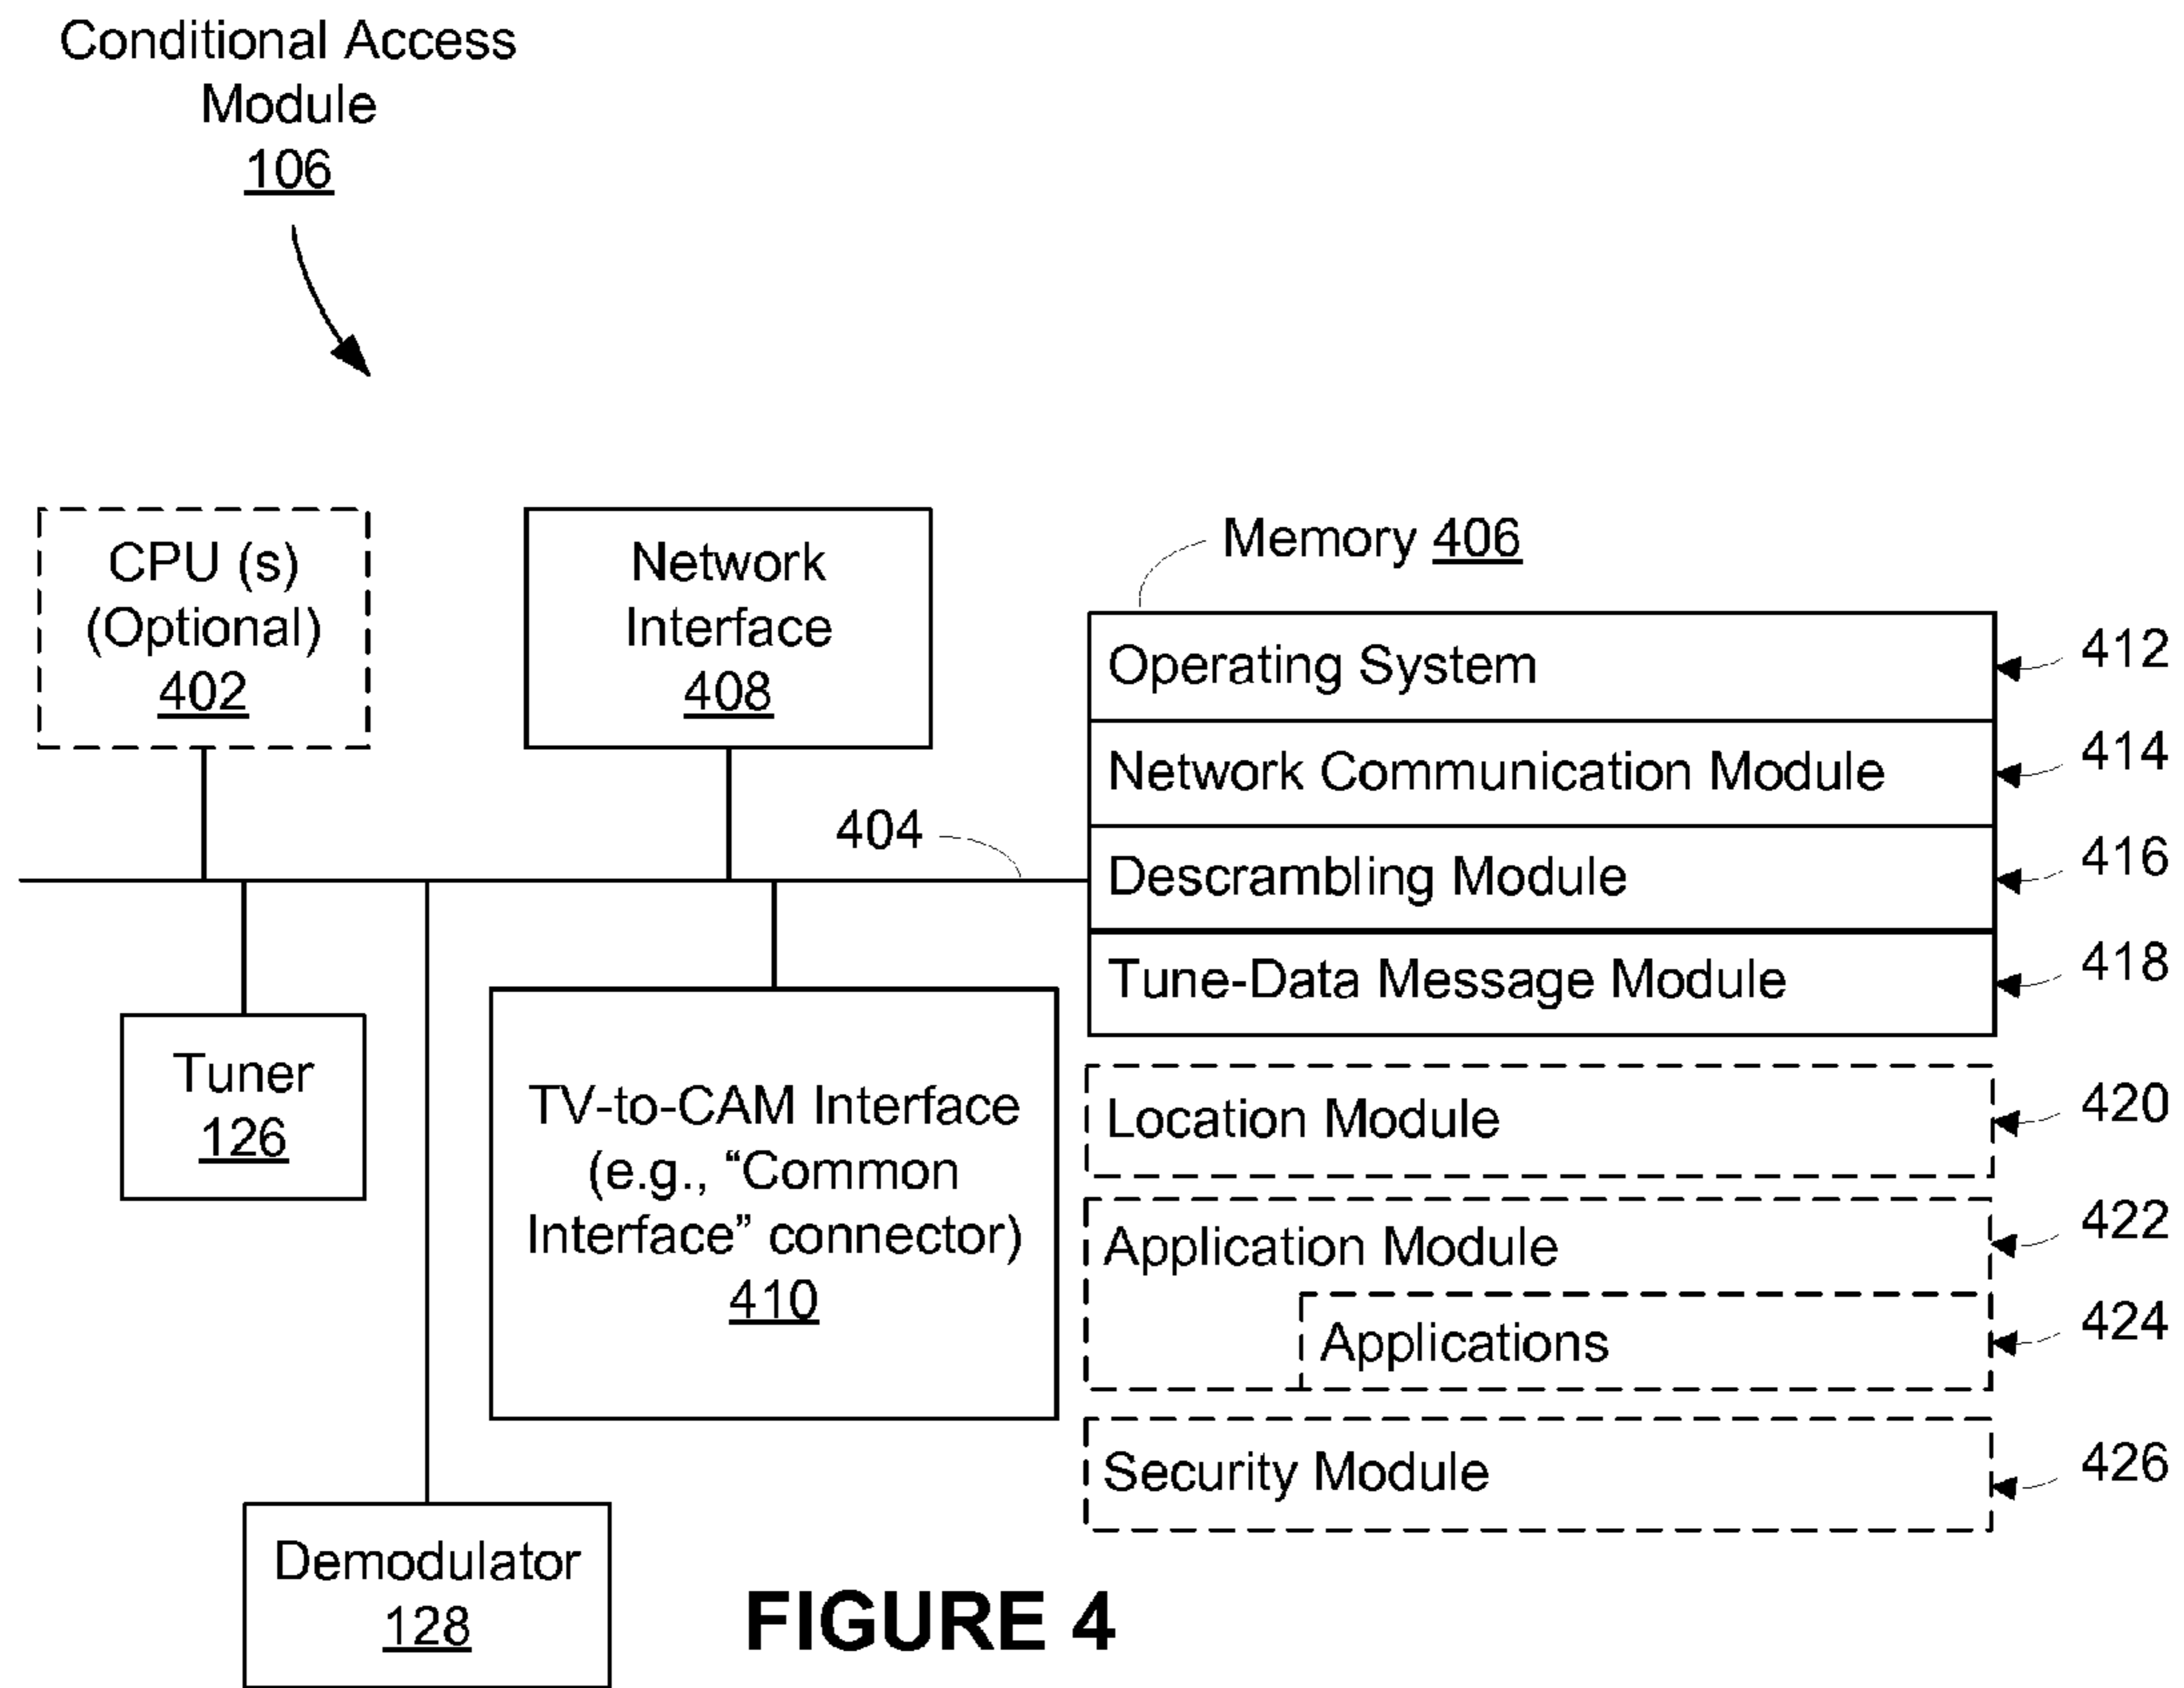 Conditional Access
Module
106
CPU (s)
(Optional)
402
Network
Interface
408
Memory 406
Operating System
412
Network Communication Module
414
404
Descrambling Module
416
Tune-Data Message Module
418
Tuner
126
TV-to-CAM Interface
(e.g., “Common
Interface” connector)
410
Location Module
420
Application Module
422
Applications
424
Security Module
426
Demodulator
128
FIGURE 4